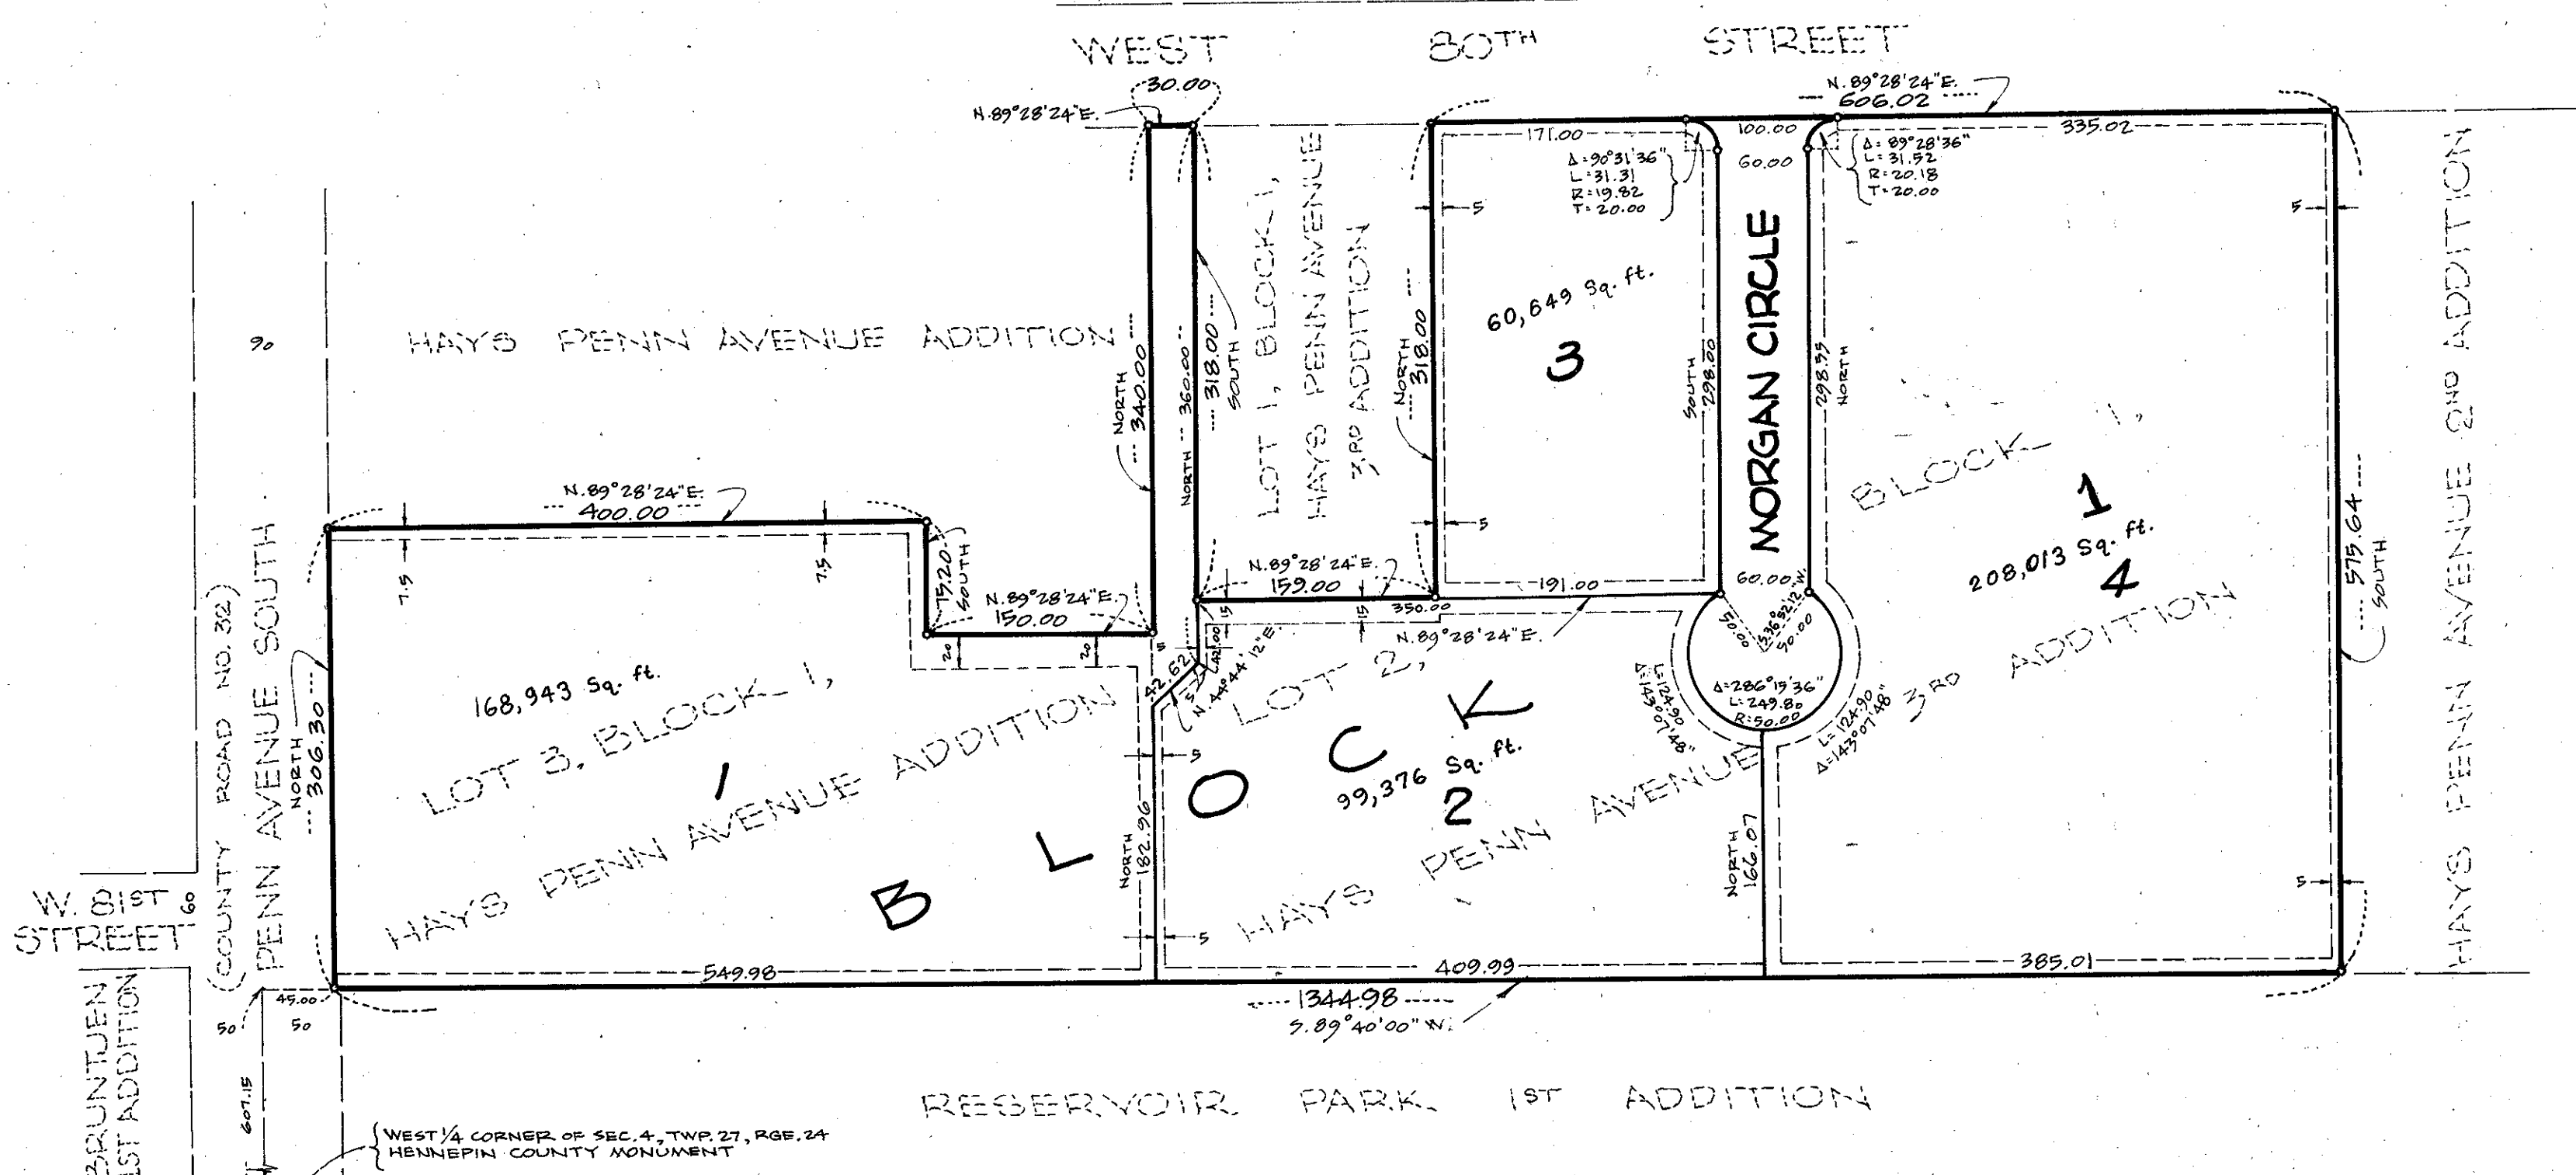 WEST 80TH STREET
30.00
N.89°28'24"E.
N.89°28'24"E.
606.02
171.00
100.00
335.02
Δ=90°31'36"
L=31.31
R=19.82
T=20.00
60.00
Δ=89°28'36"
L=31.52
R=20.18
T=20.00
5
5
HAYS PENN AVENUE 2ND ADDITION
90
HAYS PENN AVENUE ADDITION
NORTH
340.00
NORTH 360.00
318.00
SOUTH
LOT 1, BLOCK 1,
HAYS PENN AVENUE
3RD ADDITION
NORTH
318.00
60,649 Sq. ft.
3
SOUTH
298.00
MORGAN CIRCLE
298.55
NORTH
BLOCK 1,
1
208,013 Sq. ft.
4
575.64
SOUTH
N.89°28'24"E.
400.00
7.5
7.5
75.20
SOUTH
N.89°28'24"E.
150.00
20
20
N.89°28'24"E.
159.00
15
15
350.00
5
191.00
N.89°28'24"E.
60.00
S36°52'12"W.
50.00
50.00
Δ=286°15'36"
L=249.80
R=50.00
L=124.90
Δ=143°07'48"
L=124.90
Δ=143°07'48"
15
42.00
42.62
5
N.44°44'12"E.
(COUNTY ROAD NO. 32)
PENN AVENUE SOUTH
NORTH
306.30
168,943 Sq. ft.
LOT 3, BLOCK 1,
1
HAYS PENN AVENUE ADDITION
BLOCK
LOT 2,
99,376 Sq. ft.
2
HAYS PENN AVENUE 3RD ADDITION
5
NORTH
182.96
5
NORTH
166.07
5
W. 81ST
STREET
60
549.98
409.99
385.01
1344.98
S.89°40'00"W.
45.00
50
50
607.15
BRUNTJEN
1ST ADDITION
RESERVOIR PARK 1ST ADDITION
WEST 1/4 CORNER OF SEC.4, TWP.27, RGE.24
HENNEPIN COUNTY MONUMENT